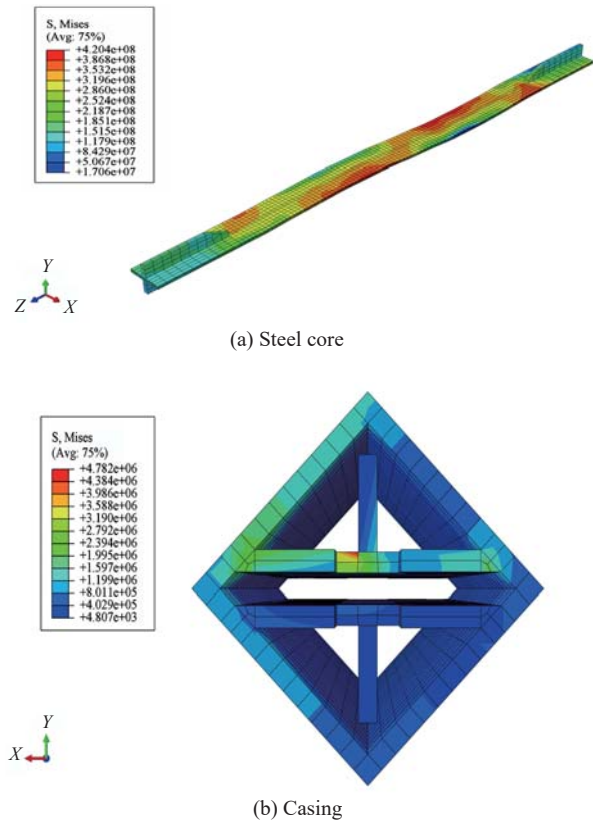 S, Mises
(Avg: 75%)
+4.204e+08
+3.868e+08
+3.532e+08
+3.196e+08
+2.860e+08
+2.524e+08
+2.187e+08
+1.851e+08
+1.515e+08
+1.179e+08
+8.429e+07
+5.067e+07
+1.706e+07
Y
Z
X
(a) Steel core
S, Mises
(Avg: 75%)
+4.782e+06
+4.384e+06
+3.986e+06
+3.588e+06
+3.190e+06
+2.792e+06
+2.394e+06
+1.995e+06
+1.597e+06
+1.199e+06
+8.011e+05
+4.029e+05
+4.807e+03
Y
X
(b) Casing